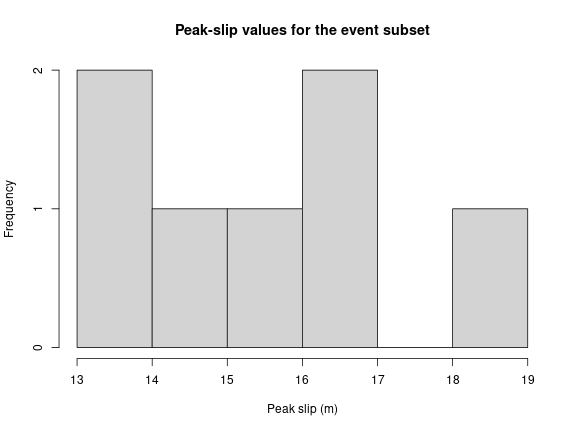 Peak-slip values for the event subset
2
1
0
Frequency
13 14 15 16 17 18 19
Peak slip (m)